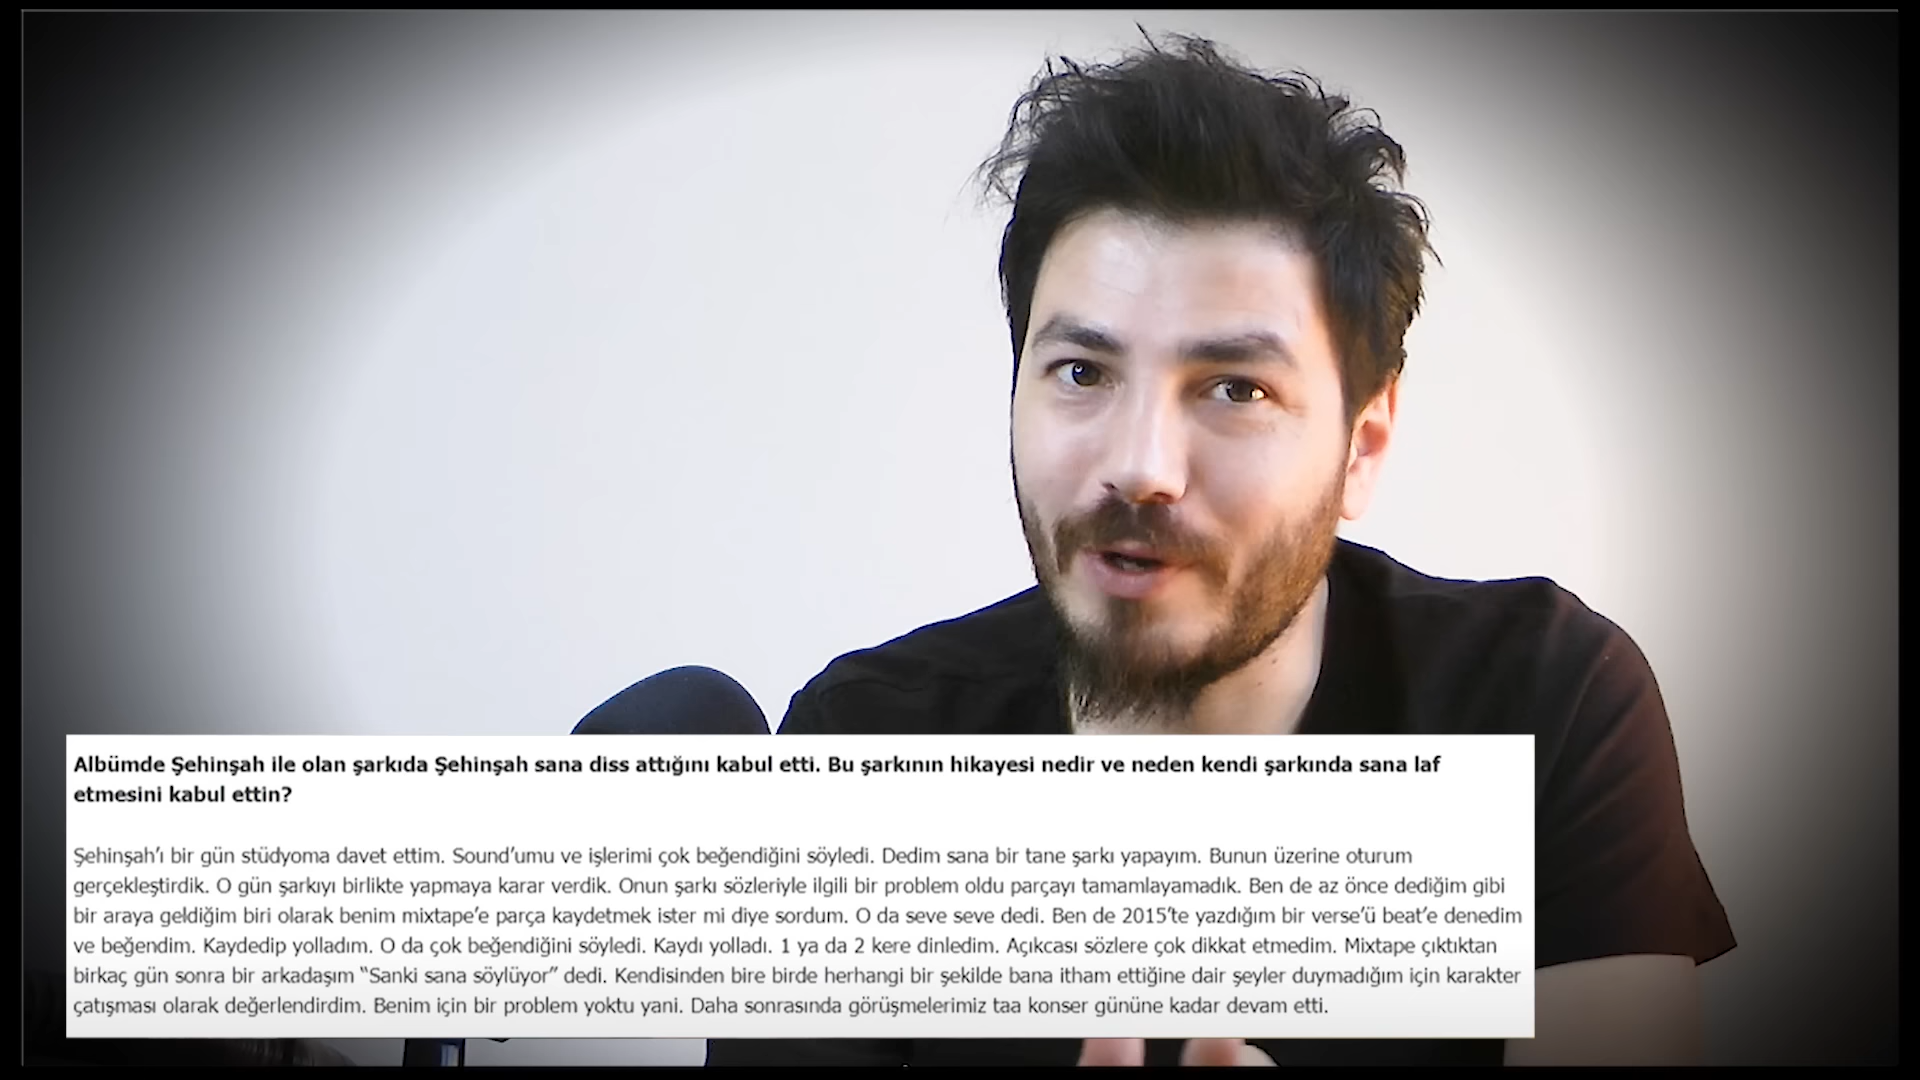 Albümde Şehinşah ile olan şarkıda Şehinşah sana diss attığını kabul etti. Bu şarkının hikayesi nedir ve neden kendi şarkında sana laf
etmesini kabul ettin?
Şehinşah’ı bir gün stüdyoma davet ettim. Sound’umu ve işlerimi çok beğendiğini söyledi. Dedim sana bir tane şarkı yapayım. Bunun üzerine oturum
gerçekleştirdik. O gün şarkıyı birlikte yapmaya karar verdik. Onun şarkı sözleriyle ilgili bir problem oldu parçayı tamamlayamadık. Ben de az önce dediğim gibi
bir araya geldiğim biri olarak benim mixtape’e parça kaydetmek ister mi diye sordum. O da seve seve dedi. Ben de 2015’te yazdığım bir verse’ü beat’e denedim
ve beğendim. Kaydedip yolladım. O da çok beğendiğini söyledi. Kaydı yolladı. 1 ya da 2 kere dinledim. Açıkcası sözlere çok dikkat etmedim. Mixtape çıktıktan
birkaç gün sonra bir arkadaşım “Sanki sana söylüyor” dedi. Kendisinden bire birde herhangi bir şekilde bana itham ettiğine dair şeyler duymadığım için karakter
çatışması olarak değerlendirdim. Benim için bir problem yoktu yani. Daha sonrasında görüşmelerimiz taa konser gününe kadar devam etti.